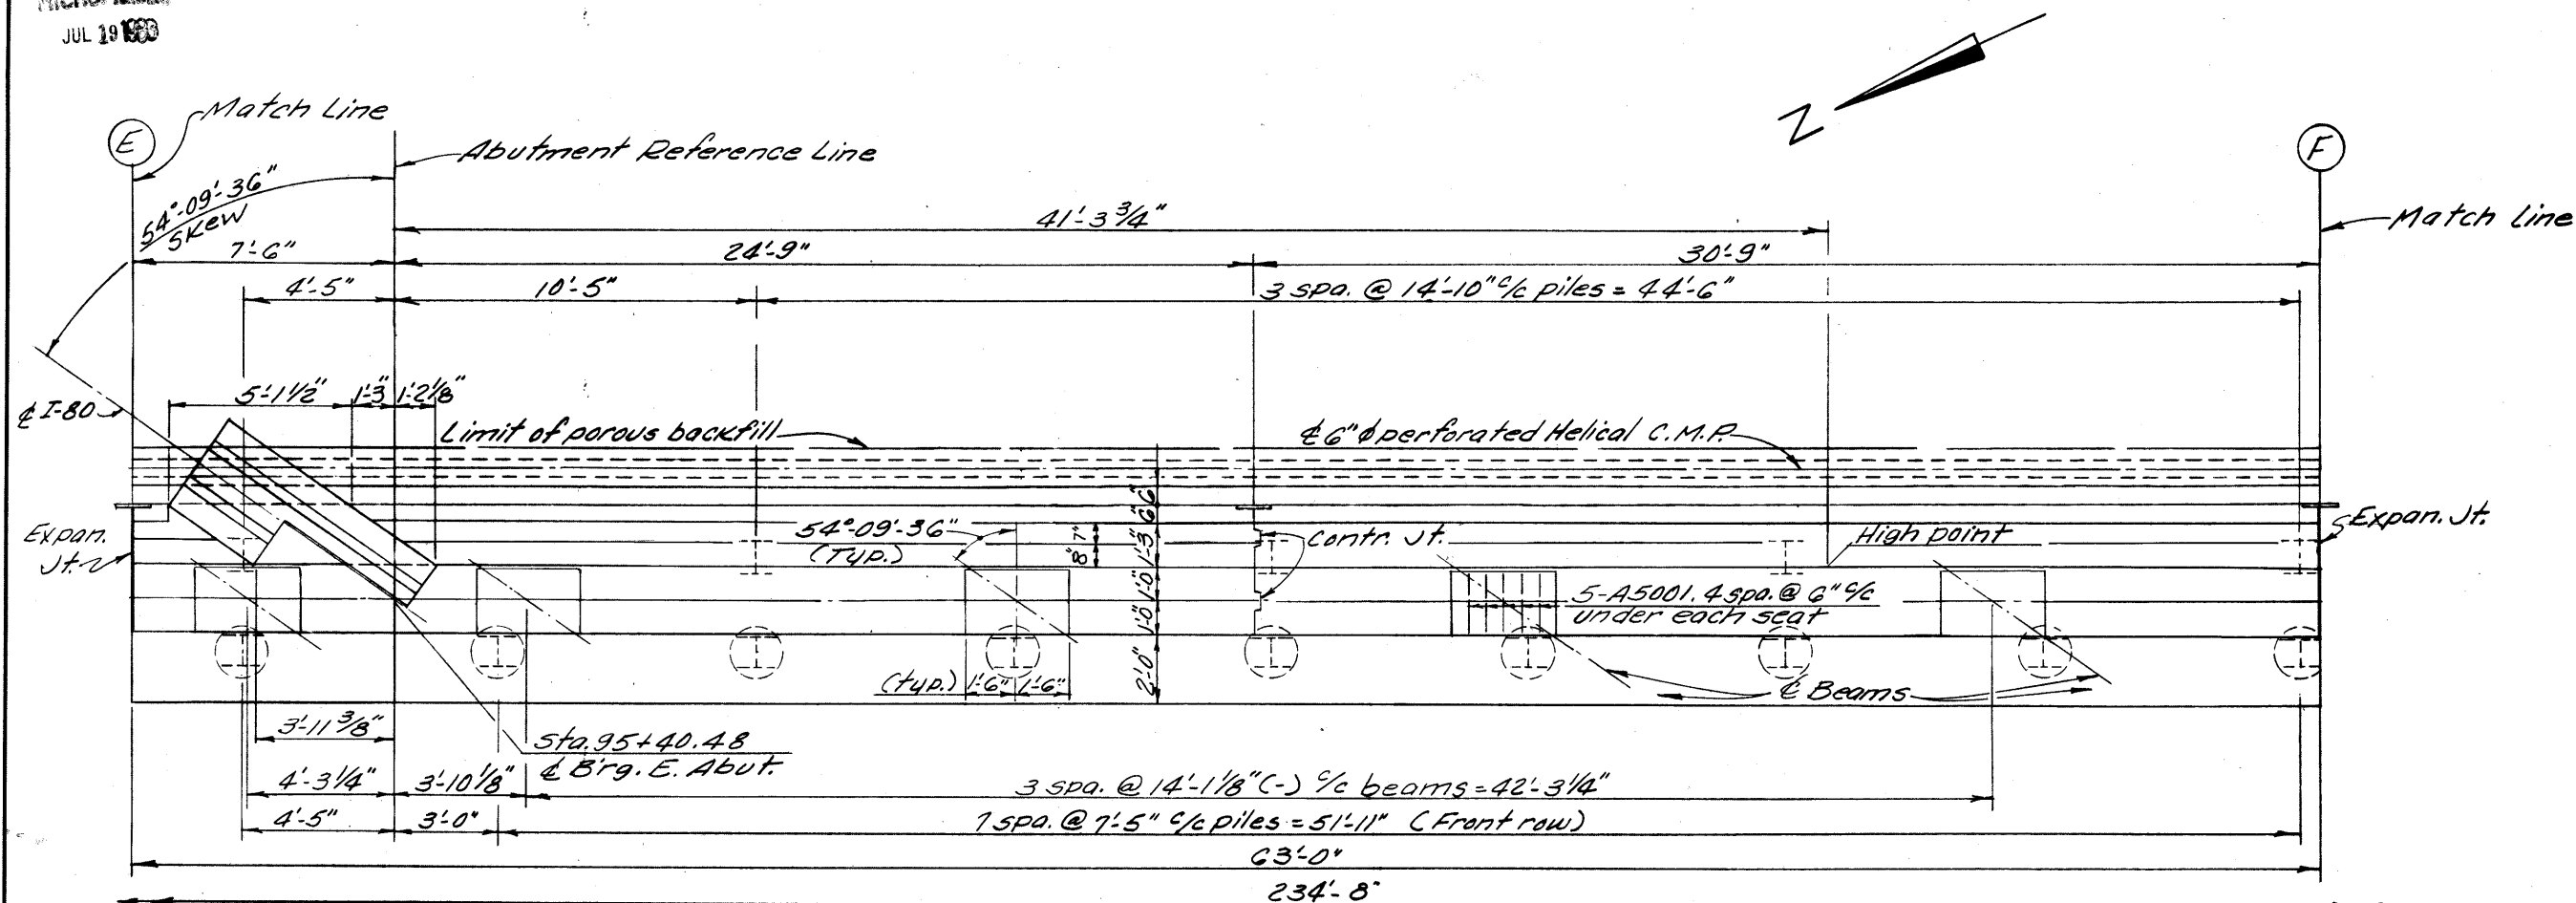 JUL 19
Match Line
E
Abutment Reference Line
N
F
Match Line
54°-09'-36"
Skew
41'-3 3/4"
7'-6"
24'-9"
30'-9"
4'-5"
10'-5"
3 spa. @ 14'-10" c/c piles = 44'-6"
5'-1 1/2"
1'-3"
1'-2 1/8"
℄ I-80
Limit of porous backfill
℄ 6" ϕ perforated Helical C.M.P.
Expan. Jt.
54°-09'-36"
(Typ.)
7"
8"
6"
6"
1'-3"
1'-0"
1'-0"
2'-0"
Contr. Jt.
High point
Expan. Jt.
5-A5001. 4 spa. @ 6" c/c
under each seat
(typ.) 1'-6" 1'-6"
℄ Beams
3'-11 3/8"
Sta. 95+40.48
℄ Br'g. E. Abut.
4'-3 1/4"
3'-10 1/8"
3 spa. @ 14'-1 1/8" (-) c/c beams = 42'-3 1/4"
4'-5"
3'-0"
7 spa. @ 7'-5" c/c piles = 51'-11" (Front row)
63'-0"
234'-8"